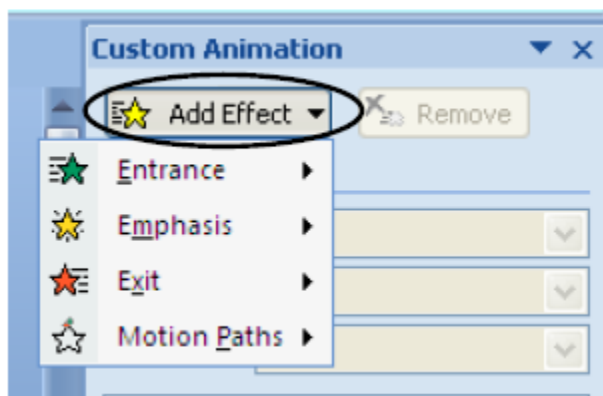 Custom Animation
Add Effect
Remove
Entrance
Emphasis
Exit
Motion Paths